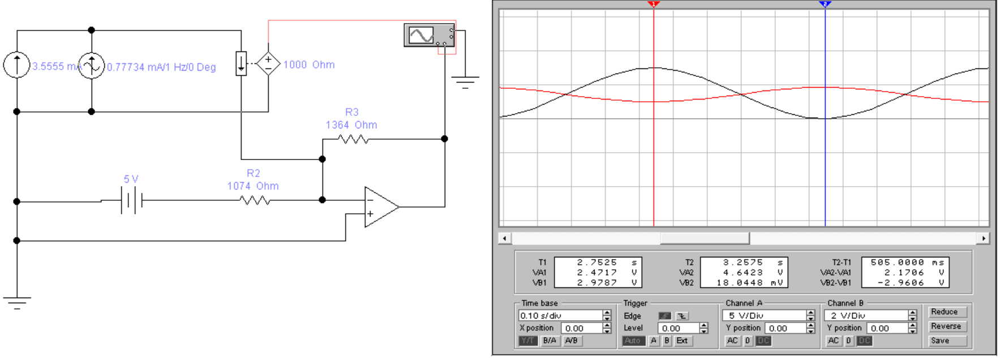 3.5555 mA
0.77734 mA/1 Hz/0 Deg
1000 Ohm
R3
1364 Ohm
5 V
R2
1074 Ohm
1
2
T1 2.7525 s
VA1 2.4717 V
VB1 2.9787 V
T2 3.2575 s
VA2 4.6423 V
VB2 18.0448 mV
T2-T1 505.0000 ms
VA2-VA1 2.1706 V
VB2-VB1 -2.9606 V
Time base
0.10 s/div
X position 0.00
Y/T B/A A/B
Trigger
Edge
Level 0.00
Auto A B Ext
Channel A
5 V/Div
Y position 0.00
AC 0 DC
Channel B
2 V/Div
Y position 0.00
AC 0 DC
Reduce
Reverse
Save